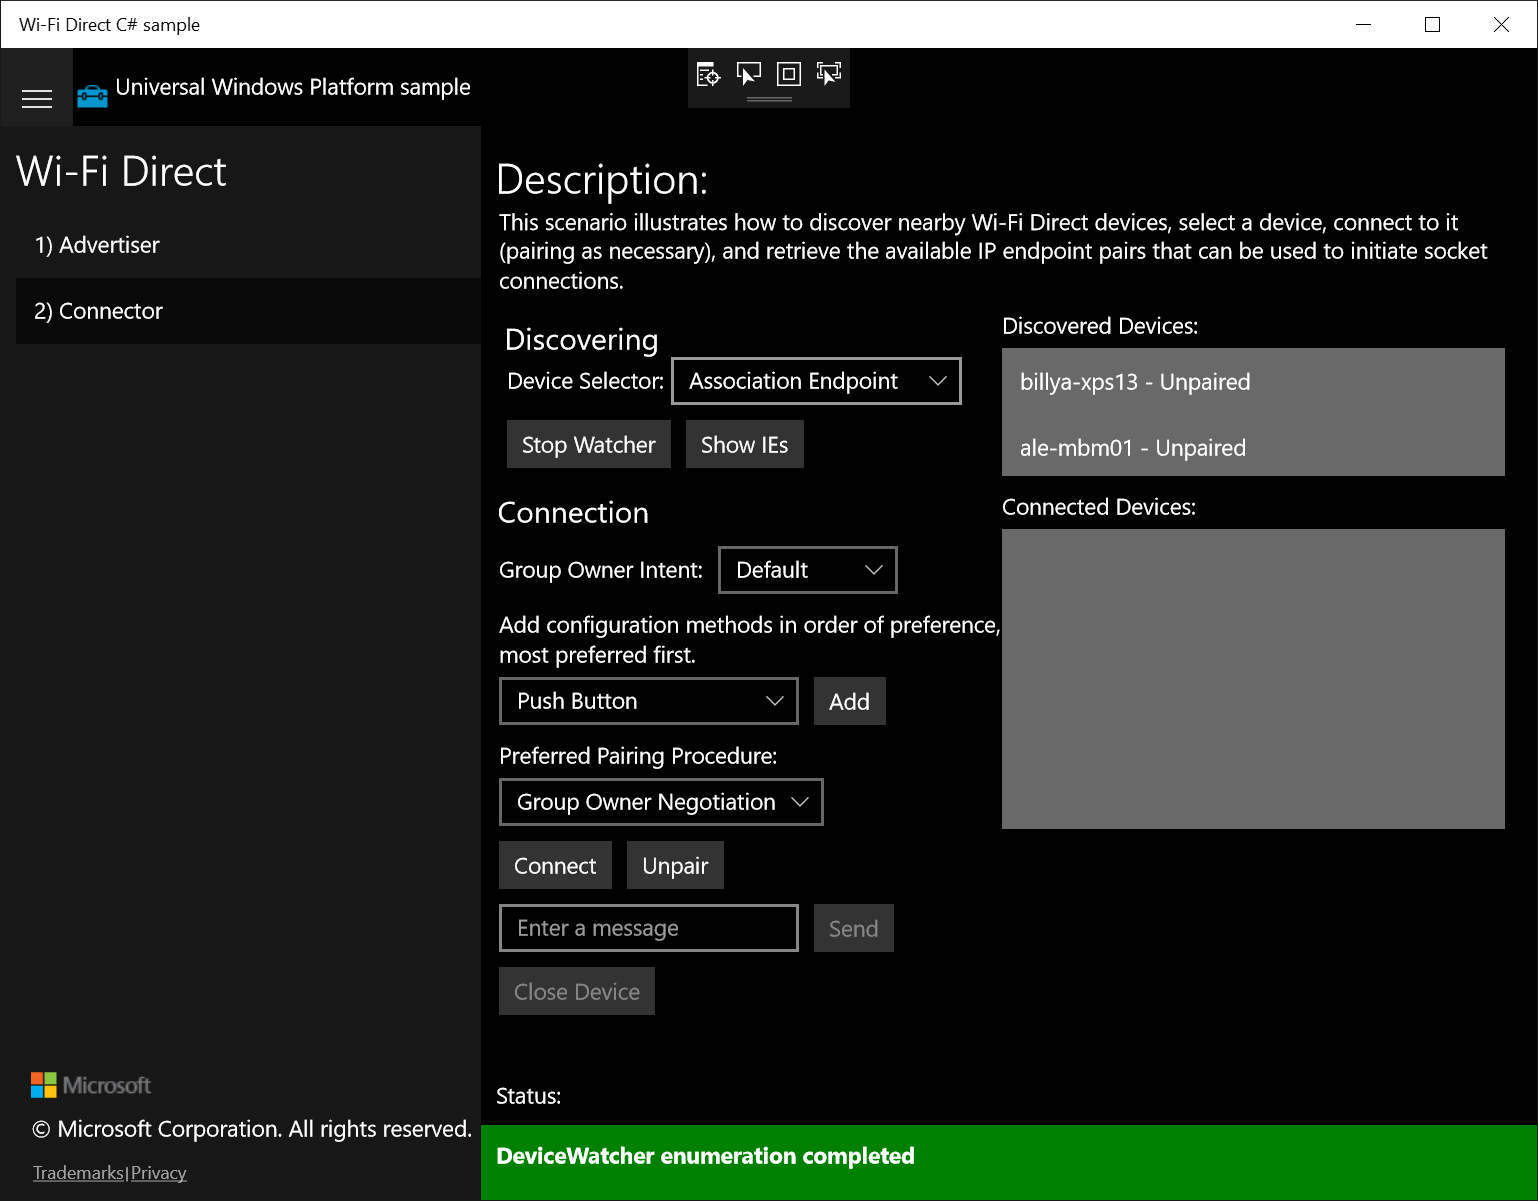 Wi-Fi Direct C# sample
Universal Windows Platform sample
Wi-Fi Direct
1) Advertiser
2) Connector
Description:
This scenario illustrates how to discover nearby Wi-Fi Direct devices, select a device, connect to it
(pairing as necessary), and retrieve the available IP endpoint pairs that can be used to initiate socket
connections.
Discovering
Device Selector: Association Endpoint
Stop Watcher Show IEs
Connection
Group Owner Intent: Default
Add configuration methods in order of preference,
most preferred first.
Push Button Add
Preferred Pairing Procedure:
Group Owner Negotiation
Connect Unpair
Enter a message Send
Close Device
Discovered Devices:
billya-xps13 - Unpaired
ale-mbm01 - Unpaired
Connected Devices:
Status:
DeviceWatcher enumeration completed
Microsoft
© Microsoft Corporation. All rights reserved.
Trademarks|Privacy